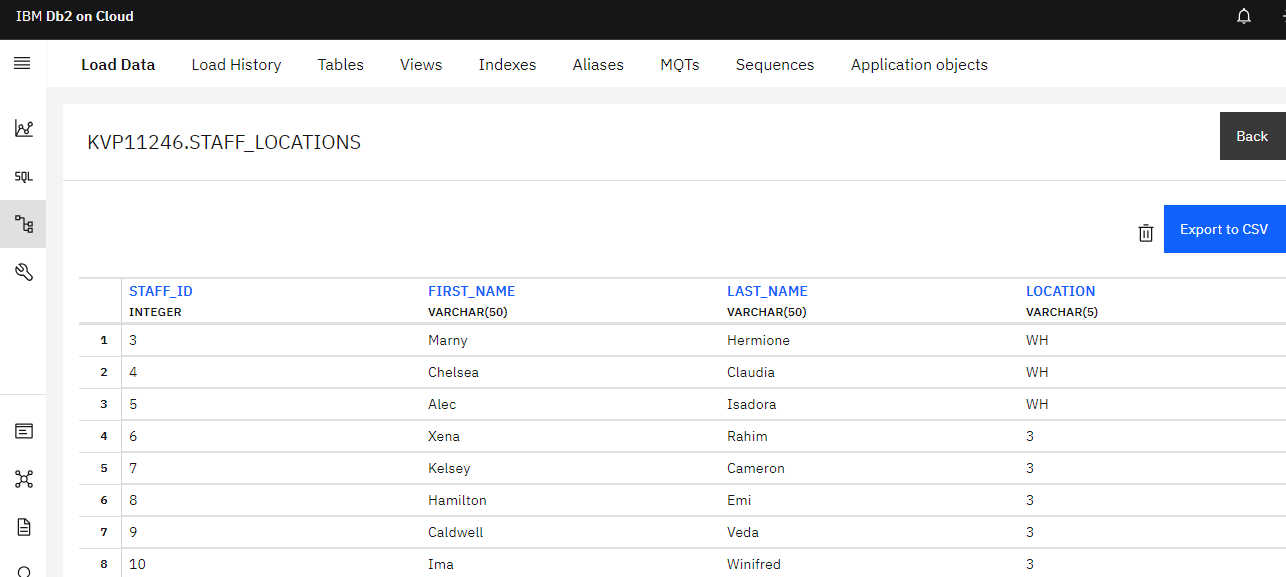 IBM Db2 on Cloud
Load Data Load History Tables Views Indexes Aliases MQTs Sequences Application objects
KVP11246.STAFF_LOCATIONS
Back
SQL
Export to CSV
STAFF_ID FIRST_NAME LAST_NAME LOCATION
INTEGER VARCHAR(50) VARCHAR(50) VARCHAR(5)
1 3 Marny Hermione WH
2 4 Chelsea Claudia WH
3 5 Alec Isadora WH
4 6 Xena Rahim 3
5 7 Kelsey Cameron 3
6 8 Hamilton Emi 3
7 9 Caldwell Veda 3
8 10 Ima Winifred 3